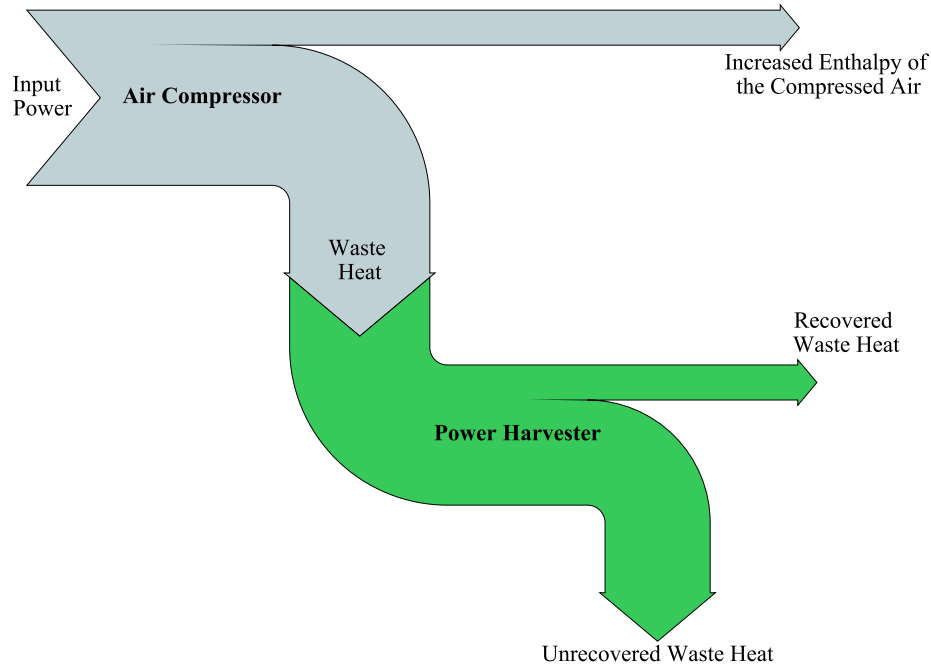 Increased Enthalpy of
the Compressed Air
Input
Power
Air Compressor
Waste
Heat
Recovered
Waste Heat
Power Harvester
Unrecovered Waste Heat